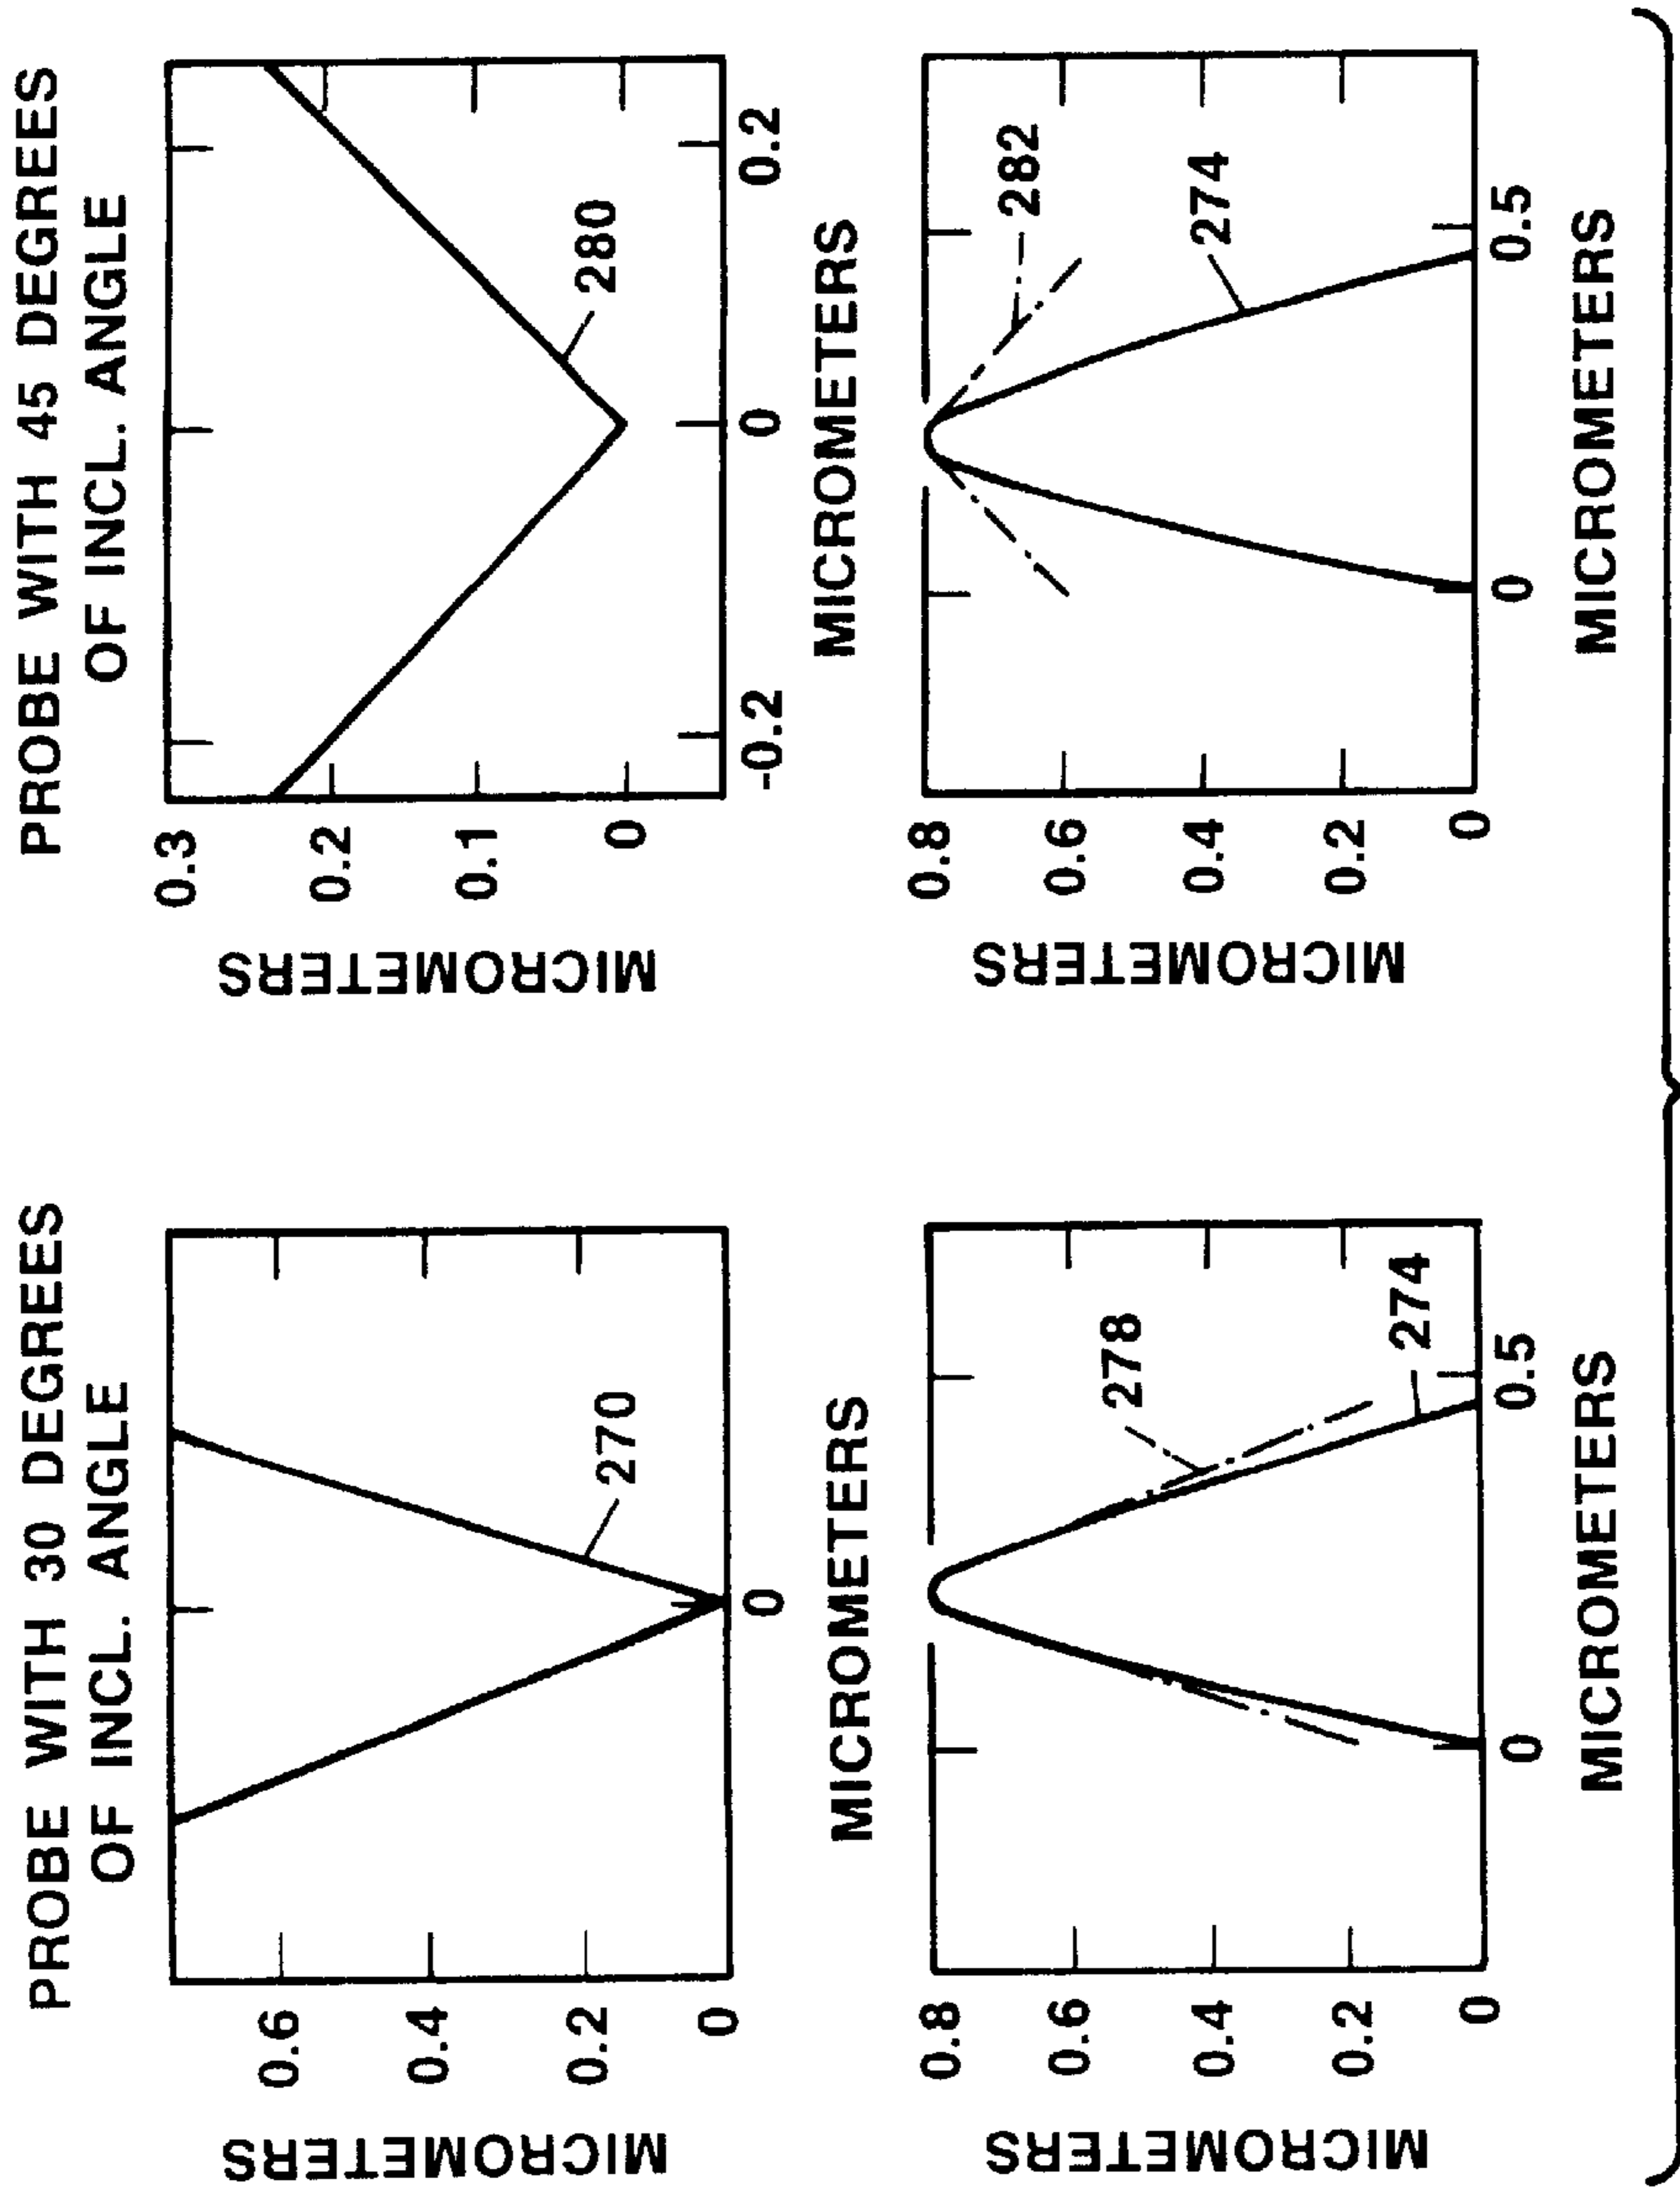 PROBE WITH 30 DEGREES
OF INCL. ANGLE
MICROMETERS
0.6
0.4
0.2
0
270
0
MICROMETERS
MICROMETERS
0.8
0.6
0.4
0.2
0
278
274
0
0.5
MICROMETERS
PROBE WITH 45 DEGREES
OF INCL. ANGLE
MICROMETERS
0.3
0.2
0.1
0
280
-0.2
0
0.2
MICROMETERS
MICROMETERS
0.8
0.6
0.4
0.2
0
282
274
0
0.5
MICROMETERS